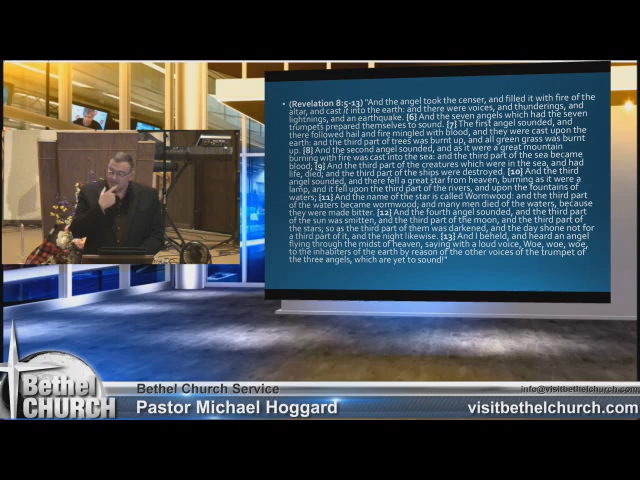 • (Revelation 8:5-13) "And the angel took the censer, and filled it with fire of the
altar, and cast it into the earth: and there were voices, and thunderings, and
lightnings, and an earthquake. [6] And the seven angels which had the seven
trumpets prepared themselves to sound. [7] The first angel sounded, and
there followed hail and fire mingled with blood, and they were cast upon the
earth: and the third part of trees was burnt up, and all green grass was burnt
up. [8] And the second angel sounded, and as it were a great mountain
burning with fire was cast into the sea: and the third part of the sea became
blood; [9] And the third part of the creatures which were in the sea, and had
life, died; and the third part of the ships were destroyed. [10] And the third
angel sounded, and there fell a great star from heaven, burning as it were a
lamp, and it fell upon the third part of the rivers, and upon the fountains of
waters; [11] And the name of the star is called Wormwood: and the third part
of the waters became wormwood; and many men died of the waters, because
they were made bitter. [12] And the fourth angel sounded, and the third part
of the sun was smitten, and the third part of the moon, and the third part of
the stars; so as the third part of them was darkened, and the day shone not for
a third part of it, and the night likewise. [13] And I beheld, and heard an angel
flying through the midst of heaven, saying with a loud voice, Woe, woe, woe,
to the inhabiters of the earth by reason of the other voices of the trumpet of
the three angels, which are yet to sound!"
Bethel
CHURCH
Bethel Church Service
info@visitbethelchurch.com
Pastor Michael Hoggard
visitbethelchurch.com